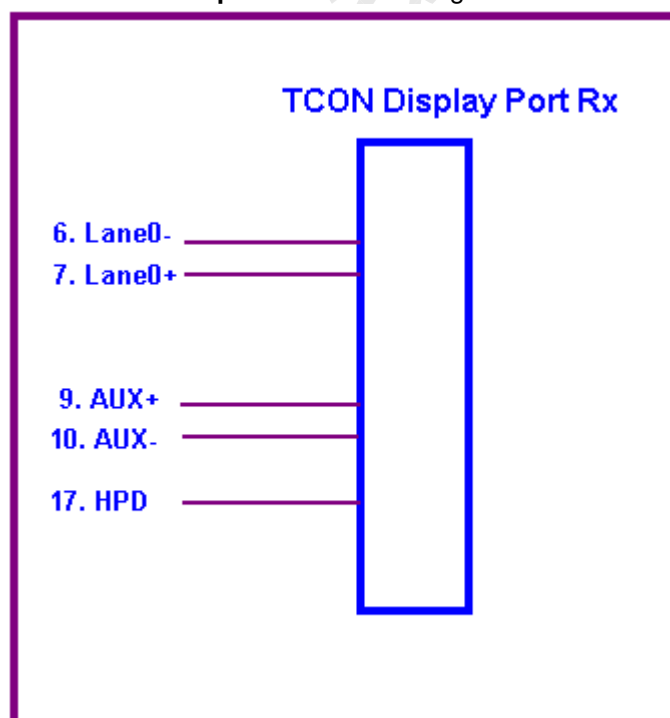 TCON Display Port Rx
6. Lane0-
7. Lane0+
9. AUX+
10. AUX-
17. HPD